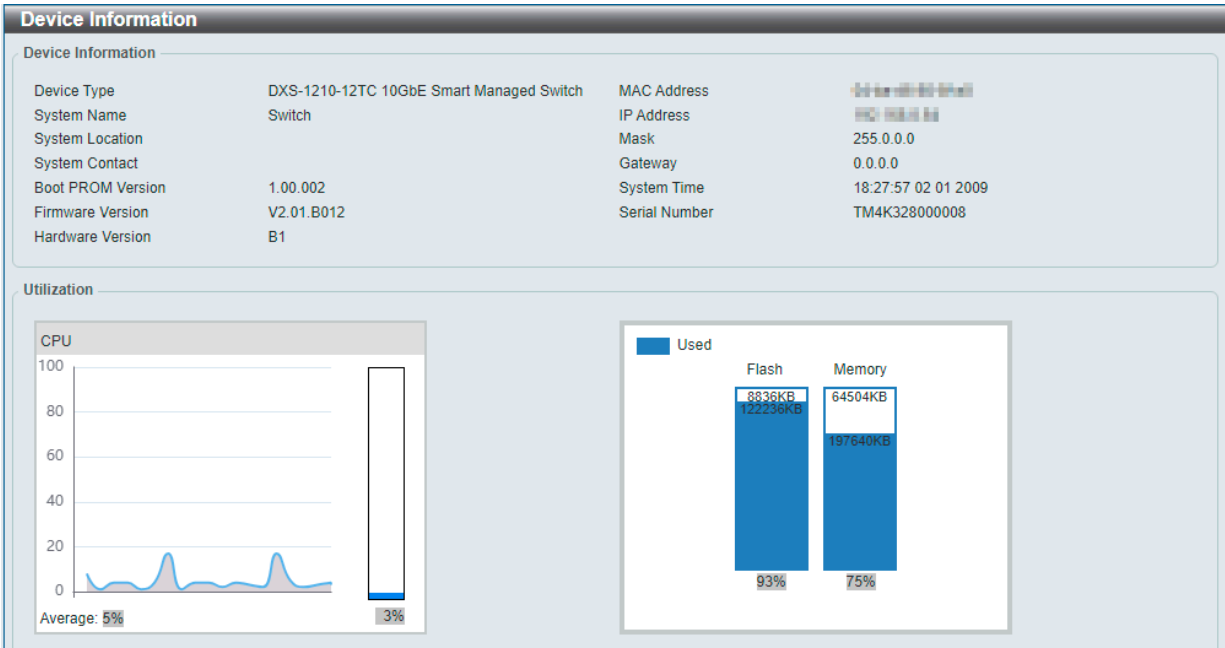 Device Information
Device Information
Device Type DXS-1210-12TC 10GbE Smart Managed Switch MAC Address
System Name Switch IP Address
System Location Mask 255.0.0.0
System Contact Gateway 0.0.0.0
Boot PROM Version 1.00.002 System Time 18:27:57 02 01 2009
Firmware Version V2.01.B012 Serial Number TM4K328000008
Hardware Version B1
Utilization
CPU
100
80
60
40
20
0
Average: 5% 3%
Used
Flash Memory
8836KB 64504KB
122236KB
197640KB
93% 75%